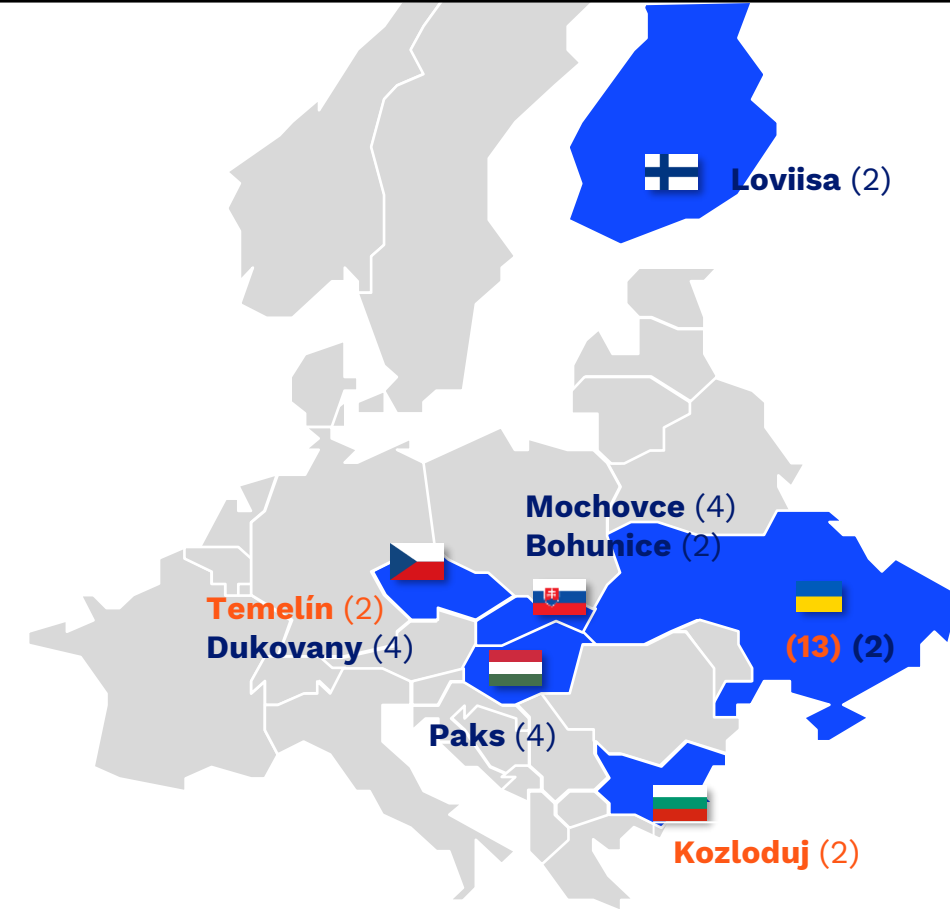 Loviisa (2)
Mochovce (4)
Bohunice (2)
Temelín (2)
Dukovany (4)
(13) (2)
Paks (4)
Kozloduj (2)